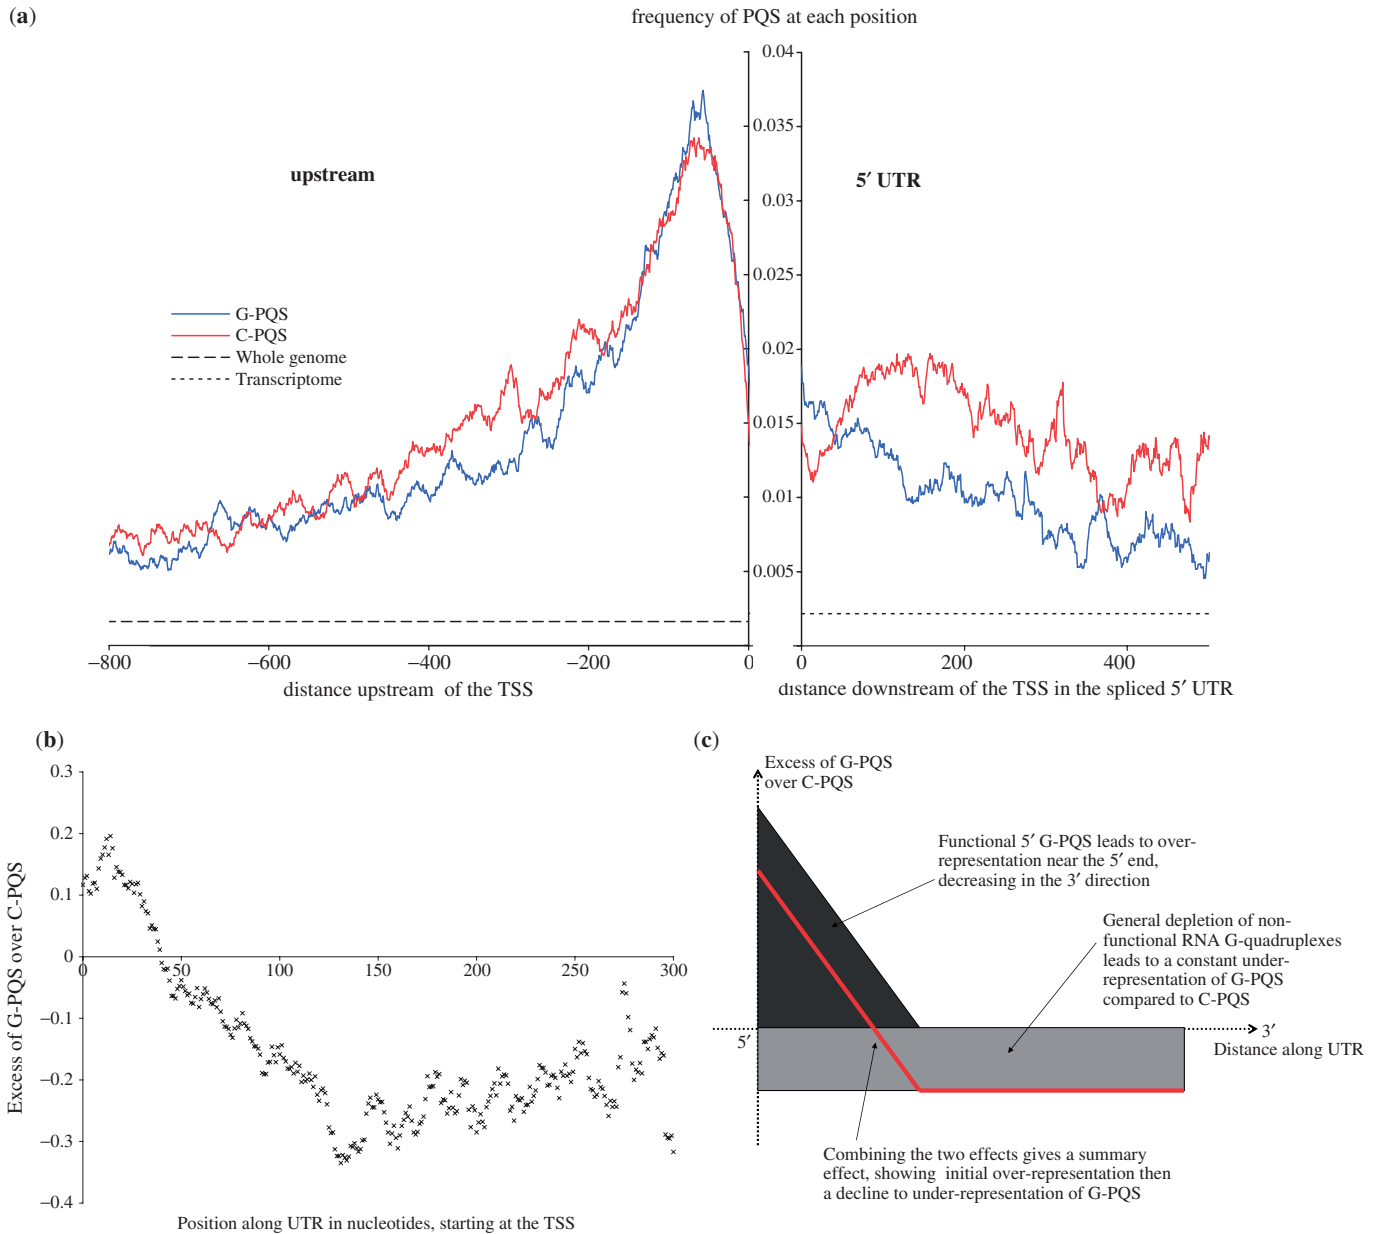 (a)
frequency of PQS at each position
0.04
0.035
0.03
0.025
0.02
0.015
0.01
0.005
upstream
5′ UTR
G-PQS
C-PQS
Whole genome
Transcriptome
−800
−600
−400
−200
0
0
200
400
distance upstream of the TSS
distance downstream of the TSS in the spliced 5′ UTR
(b)
Excess of G-PQS over C-PQS
0.3
0.2
0.1
0
−0.1
−0.2
−0.3
−0.4
0
50
100
150
200
250
300
Position along UTR in nucleotides, starting at the TSS
(c)
Excess of G-PQS
over C-PQS
Functional 5′ G-PQS leads to over-
representation near the 5′ end,
decreasing in the 3′ direction
General depletion of non-
functional RNA G-quadruplexes
leads to a constant under-
representation of G-PQS
compared to C-PQS
5′
3′
Distance along UTR
Combining the two effects gives a summary
effect, showing initial over-representation then
a decline to under-representation of G-PQS